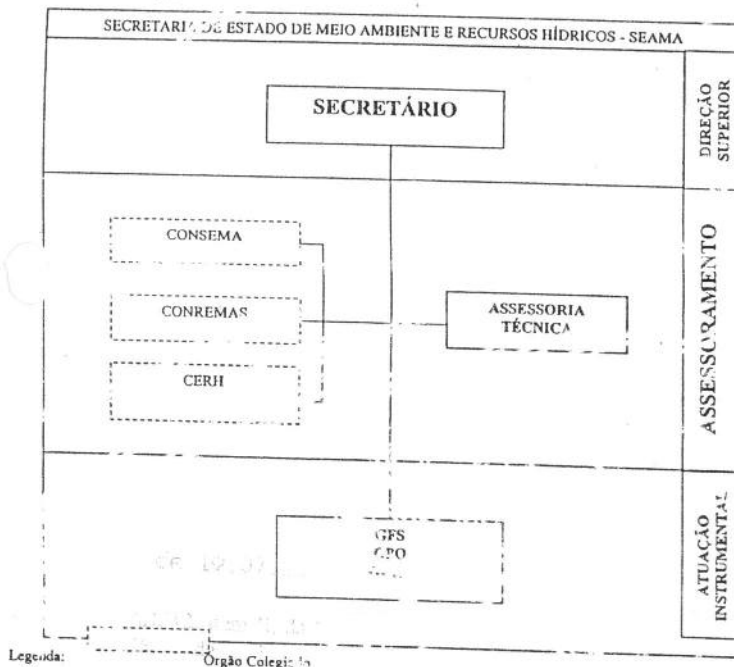 SECRETARIA DE ESTADO DE MEIO AMBIENTE E RECURSOS HÍDRICOS - SEAMA
SECRETÁRIO
DIREÇÃO
SUPERIOR
CONSEMA
CONREMAS
CERH
ASSESSORIA
TÉCNICA
ASSESSORAMENTO
GFS
GPO
ATUAÇÃO
INSTRUMENTAL
Legenda:
Órgão Colegiado